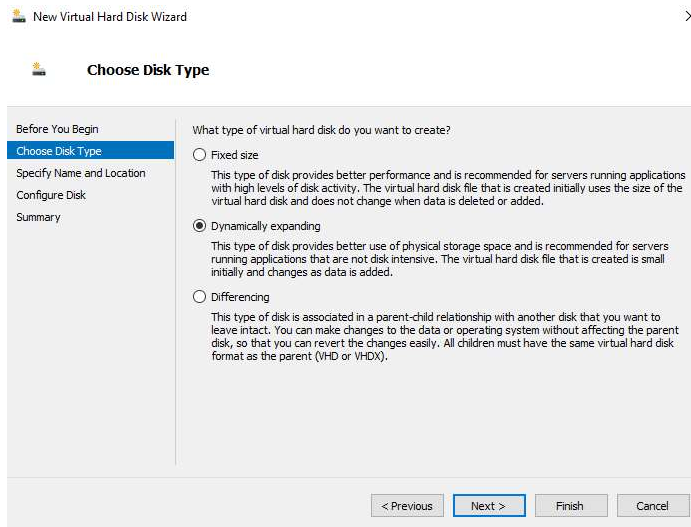 New Virtual Hard Disk Wizard
Choose Disk Type
Before You Begin
Choose Disk Type
Specify Name and Location
Configure Disk
Summary
What type of virtual hard disk do you want to create?
Fixed size
This type of disk provides better performance and is recommended for servers running applications
with high levels of disk activity. The virtual hard disk file that is created initially uses the size of the
virtual hard disk and does not change when data is deleted or added.
Dynamically expanding
This type of disk provides better use of physical storage space and is recommended for servers
running applications that are not disk intensive. The virtual hard disk file that is created is small
initially and changes as data is added.
Differencing
This type of disk is associated in a parent-child relationship with another disk that you want to
leave intact. You can make changes to the data or operating system without affecting the parent
disk, so that you can revert the changes easily. All children must have the same virtual hard disk
format as the parent (VHD or VHDX).
< Previous
Next >
Finish
Cancel